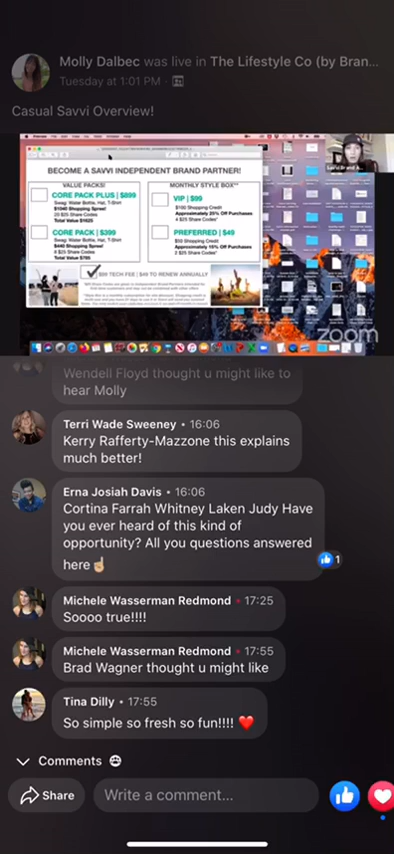 Molly Dalbec was live in The Lifestyle Co (by Bran...
Tuesday at 1:01 PM ·
Casual Savvi Overview!
BECOME A SAVVI INDEPENDENT BRAND PARTNER!
VALUE PACKS!
MONTHLY STYLE BOX**
CORE PACK PLUS | $899
Swag: Water Bottle, Hat, T-Shirt
$1040 Shopping Spree!
25 $25 Share Codes
Total Value $1625
VIP | $99
$100 Shopping Credit
Approximately 25% Off Purchases
4 $25 Share Codes*
CORE PACK | $399
Swag: Water Bottle, Hat, T-Shirt
$440 Shopping Spree!
Total Value $785
PREFERRED | $49
$50 Shopping Credit
Approximately 15% Off Purchases
2 $25 Share Codes*
TECH FEE | $49 TO RENEW ANNUALLY
zoom
Wendell Floyd thought u might like to
hear Molly
Terri Wade Sweeney • 16:06
Kerry Rafferty-Mazzone this explains
much better!
Erna Josiah Davis • 16:06
Cortina Farrah Whitney Laken Judy Have
you ever heard of this kind of
opportunity? All you questions answered
here☝🏼
1
Michele Wasserman Redmond • 17:25
Soooo true!!!!
Michele Wasserman Redmond • 17:55
Brad Wagner thought u might like
Tina Dilly • 17:55
So simple so fresh so fun!!!! ❤️
Comments
Share
Write a comment...